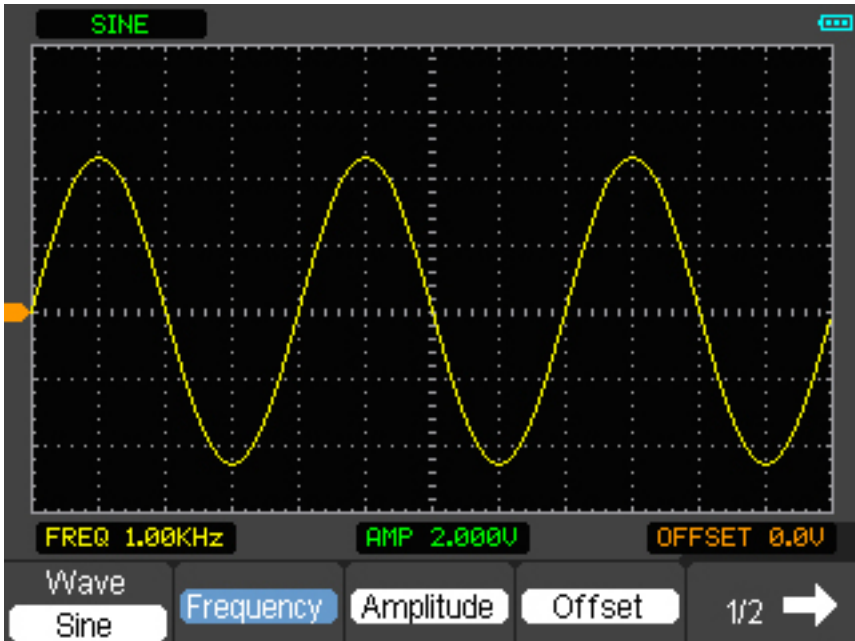 SINE
FREQ 1.00KHz AMP 2.000V OFFSET 0.0V
Wave
Sine Frequency Amplitude Offset 1/2